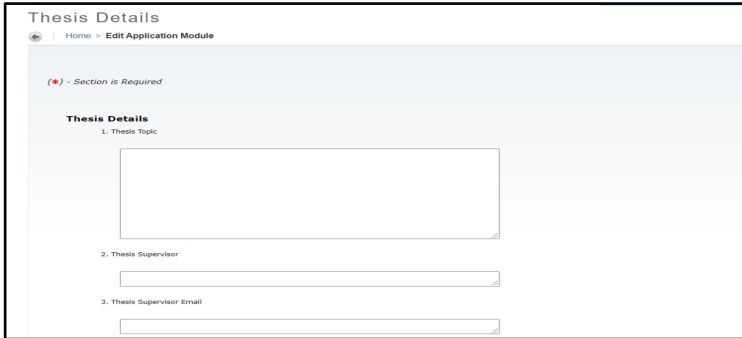 Thesis Details
Home > Edit Application Module
(*) - Section is Required
Thesis Details
1. Thesis Topic
2. Thesis Supervisor
3. Thesis Supervisor Email